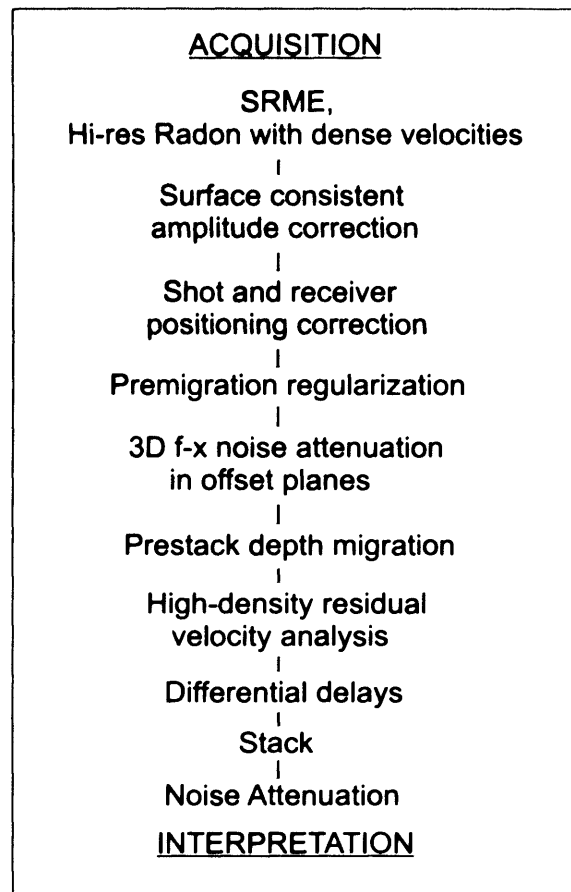 ACQUISITION
SRME,
Hi-res Radon with dense velocities
Surface consistent
amplitude correction
Shot and receiver
positioning correction
Premigration regularization
3D f-x noise attenuation
in offset planes
Prestack depth migration
High-density residual
velocity analysis
Differential delays
Stack
Noise Attenuation
INTERPRETATION